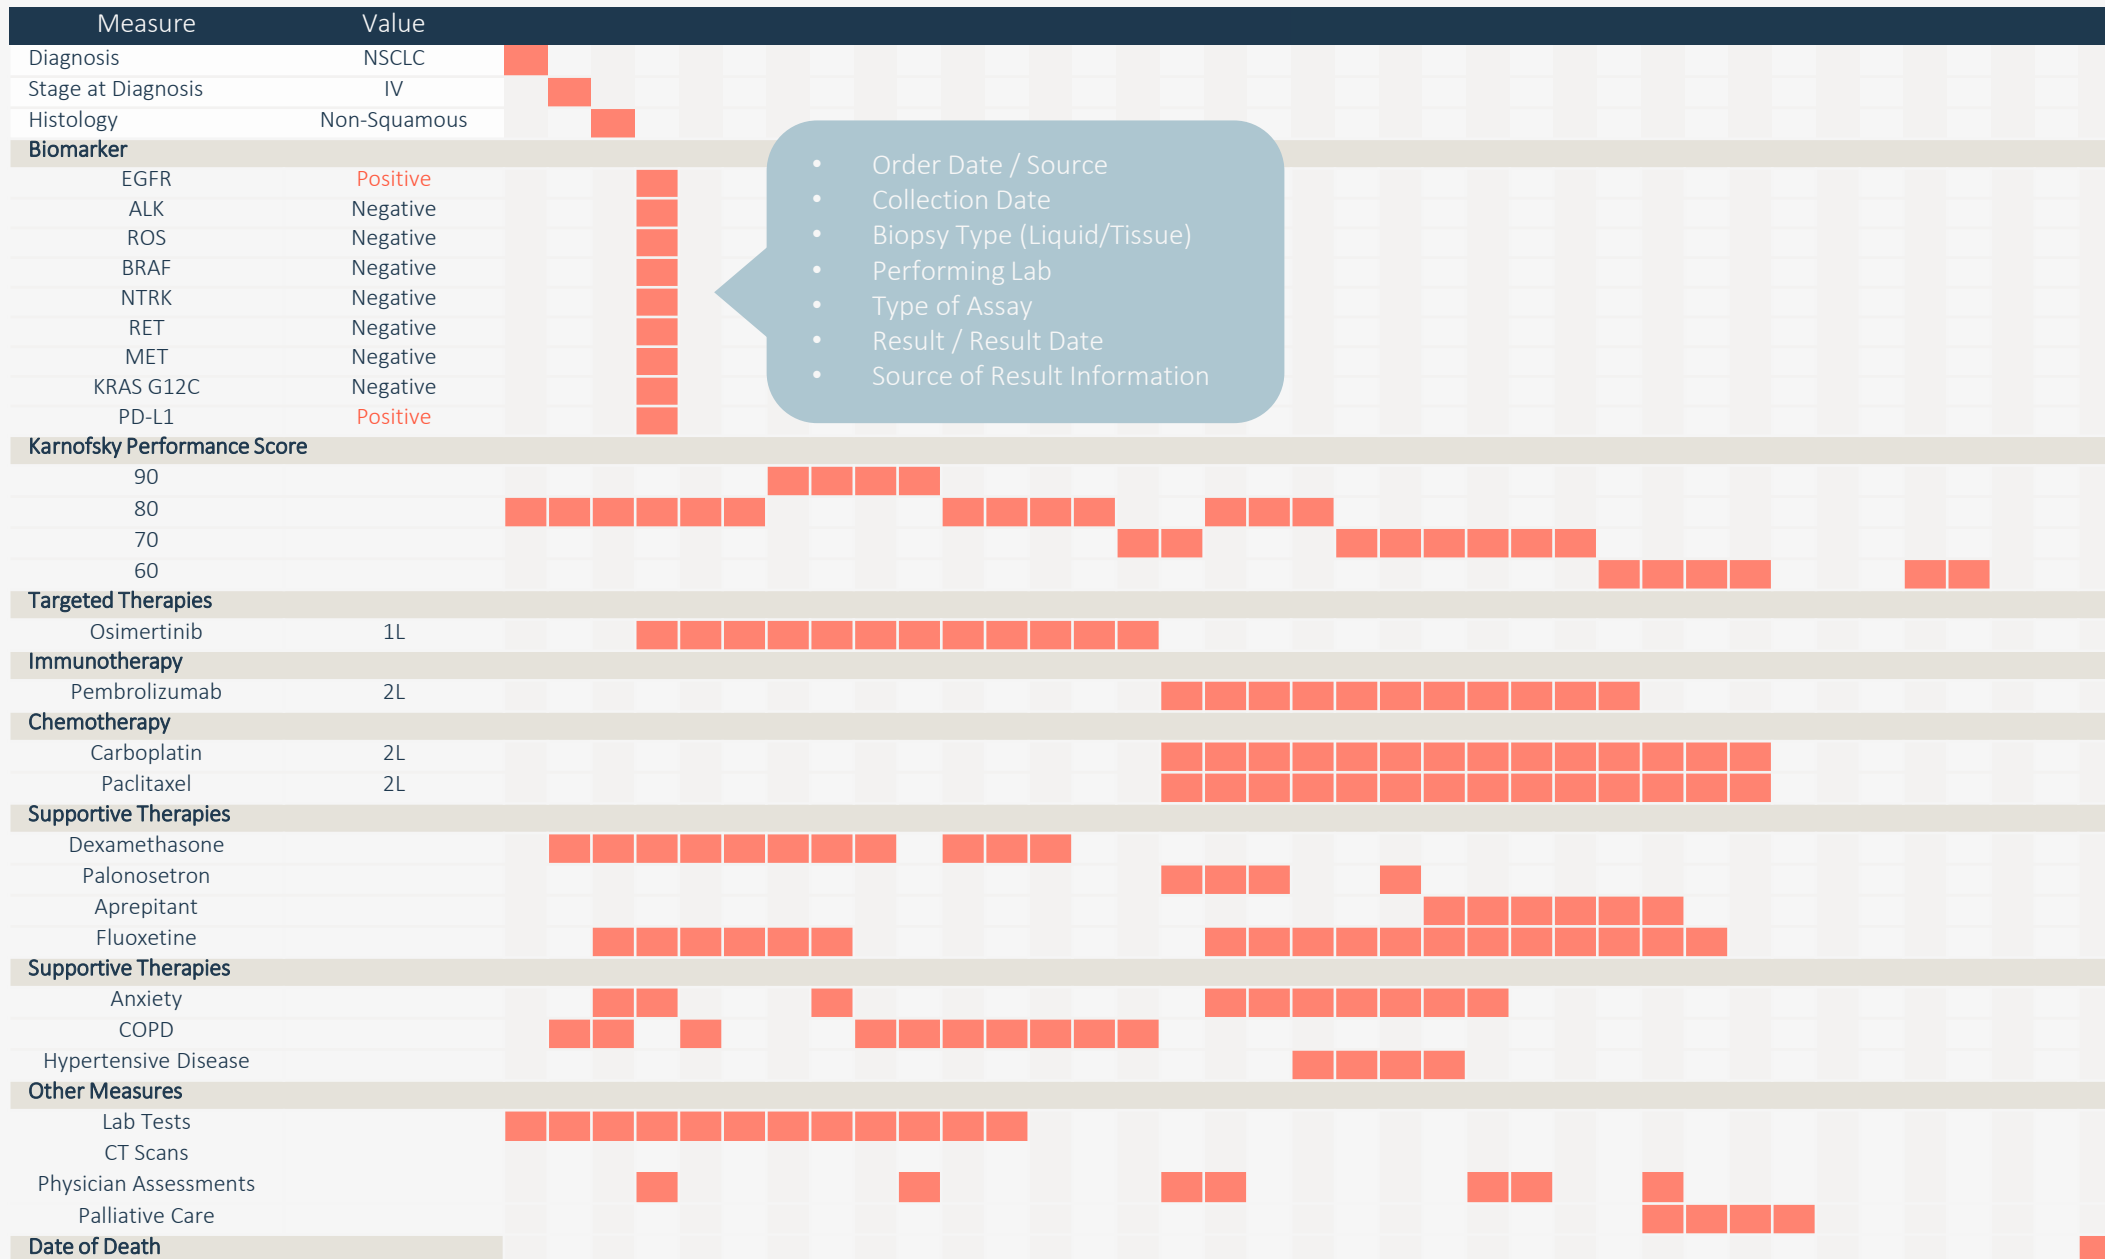 Measure Value
Diagnosis NSCLC
Stage at Diagnosis IV
Histology Non-Squamous
Biomarker
EGFR Positive
ALK Negative
ROS Negative
BRAF Negative
NTRK Negative
RET Negative
MET Negative
KRAS G12C Negative
PD-L1 Positive
• Order Date / Source
• Collection Date
• Biopsy Type (Liquid/Tissue)
• Performing Lab
• Type of Assay
• Result / Result Date
• Source of Result Information
Karnofsky Performance Score
90
80
70
60
Targeted Therapies
Osimertinib 1L
Immunotherapy
Pembrolizumab 2L
Chemotherapy
Carboplatin 2L
Paclitaxel 2L
Supportive Therapies
Dexamethasone
Palonosetron
Aprepitant
Fluoxetine
Supportive Therapies
Anxiety
COPD
Hypertensive Disease
Other Measures
Lab Tests
CT Scans
Physician Assessments
Palliative Care
Date of Death